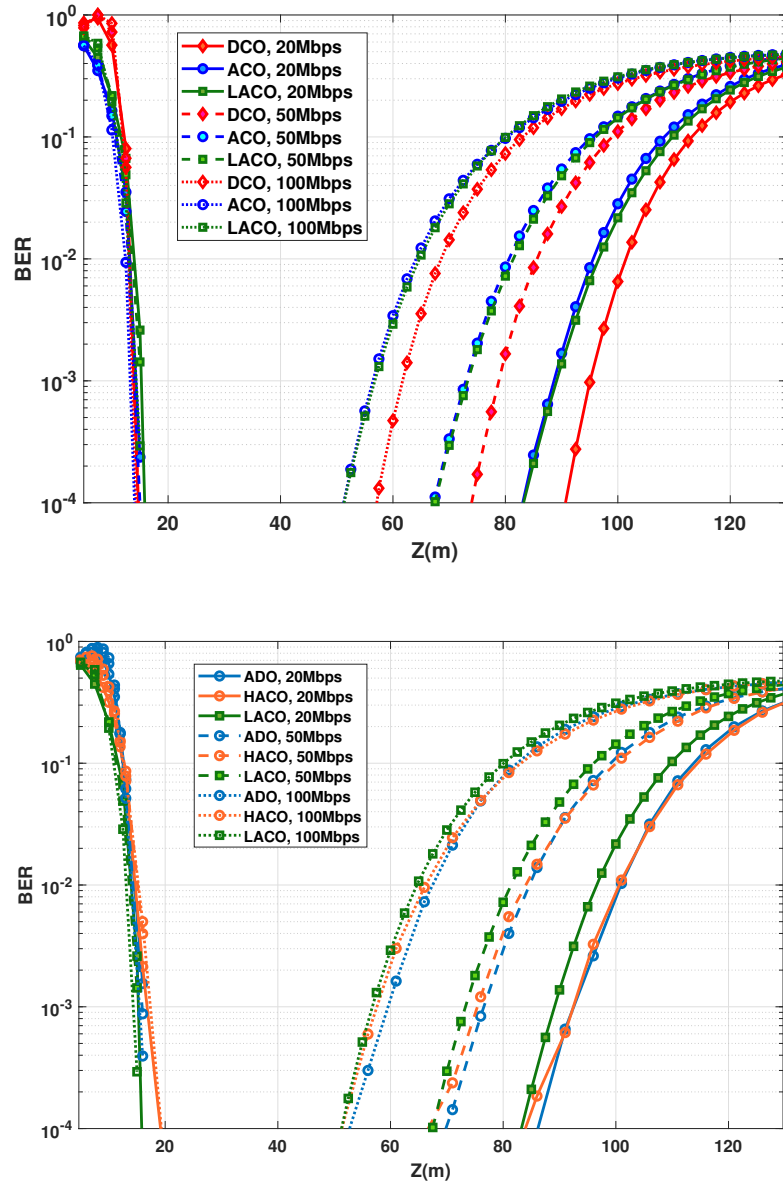 10^0
10^-1
10^-2
10^-3
10^-4
BER
DCO, 20Mbps
ACO, 20Mbps
LACO, 20Mbps
DCO, 50Mbps
ACO, 50Mbps
LACO, 50Mbps
DCO, 100Mbps
ACO, 100Mbps
LACO, 100Mbps
20 40 60 80 100 120
Z(m)
10^0
10^-1
10^-2
10^-3
10^-4
BER
ADO, 20Mbps
HACO, 20Mbps
LACO, 20Mbps
ADO, 50Mbps
HACO, 50Mbps
LACO, 50Mbps
ADO, 100Mbps
HACO, 100Mbps
LACO, 100Mbps
20 40 60 80 100 120
Z(m)